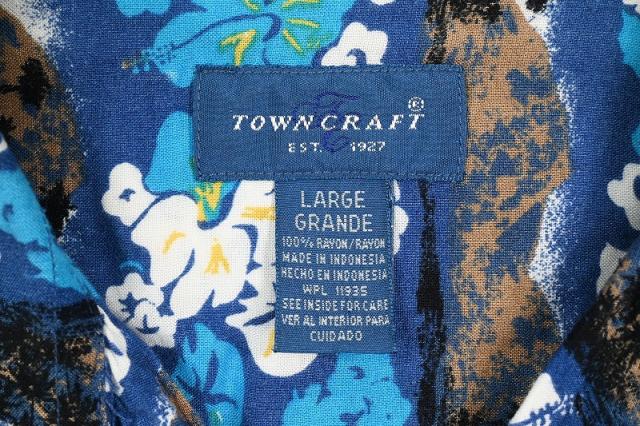 TOWNCRAFT®
EST. 1927
LARGE
GRANDE
100% RAYON/RAYON
MADE IN INDONESIA
HECHO EN INDONESIA
WPL 11935
SEE INSIDE FOR CARE
VER AL INTERIOR PARA
CUIDADO